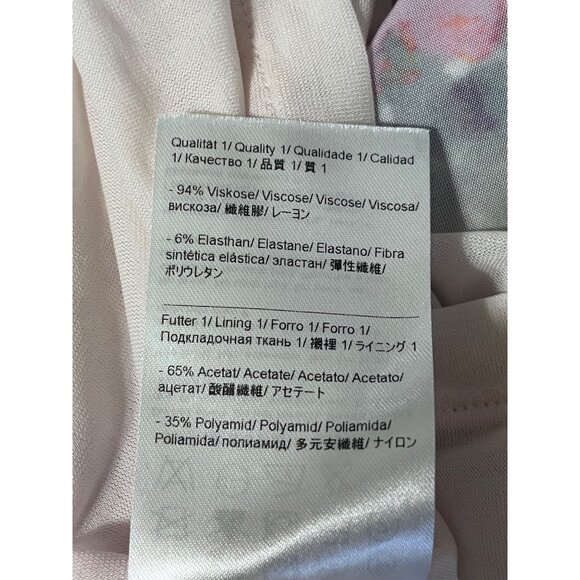 Qualität 1/ Quality 1/ Qualidade 1/ Calidad
1/ Качество 1/ 品質 1/ 質 1
- 94% Viskose/ Viscose/ Viscose/ Viscosa/
вискоза/ 纖維膠/ レーヨン
- 6% Elasthan/ Elastane/ Elastano/ Fibra
sintética elástica/ эластан/ 彈性纖維/
ポリウレタン
Futter 1/ Lining 1/ Forro 1/ Forro 1/
Подкладочная ткань 1/ 襯裡 1/ ライニング 1
- 65% Acetat/ Acetate/ Acetato/ Acetato/
ацетат/ 醋酸纖維/ アセテート
- 35% Polyamid/ Polyamid/ Poliamida/
Poliamida/ полиамид/ 多元安纖維/ ナイロン